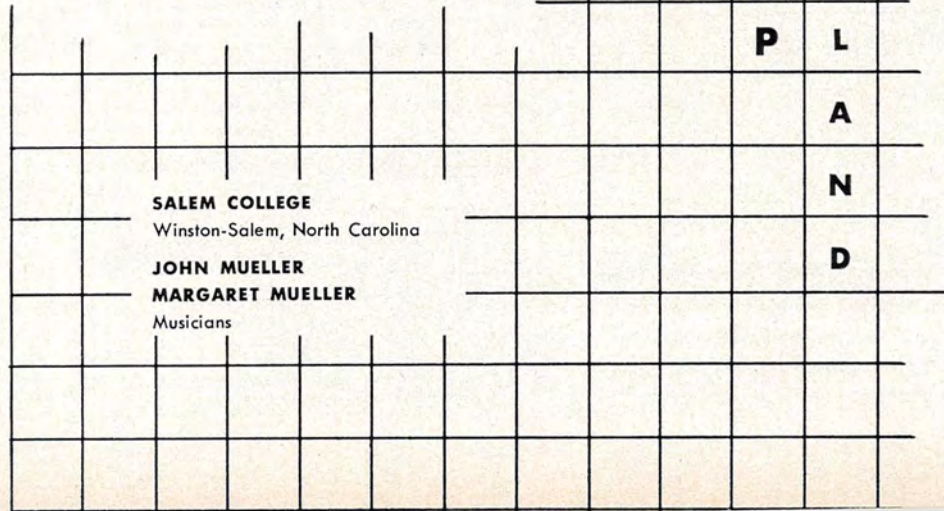 P L
A
N
D
SALEM COLLEGE
Winston-Salem, North Carolina
JOHN MUELLER
MARGARET MUELLER
Musicians